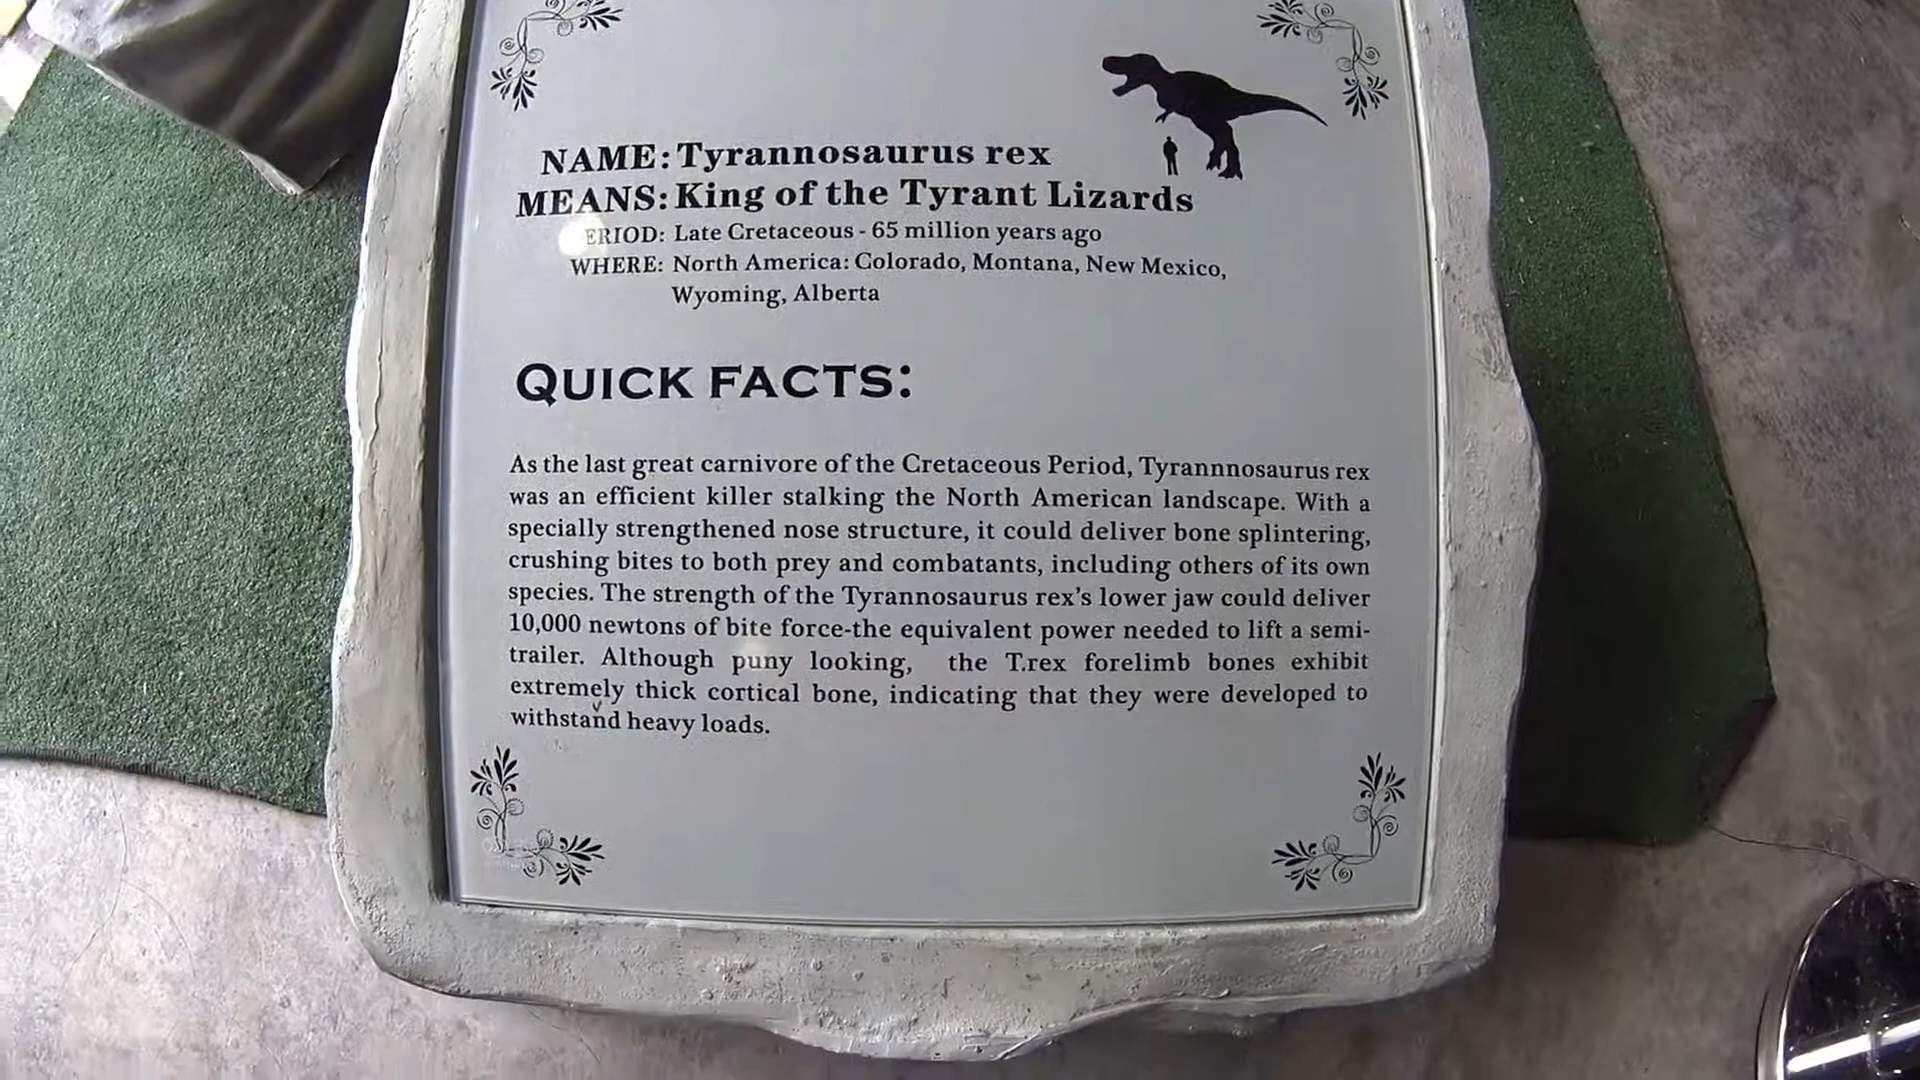 NAME: Tyrannosaurus rex
MEANS: King of the Tyrant Lizards
ERIOD: Late Cretaceous - 65 million years ago
WHERE: North America: Colorado, Montana, New Mexico,
Wyoming, Alberta
QUICK FACTS:
As the last great carnivore of the Cretaceous Period, Tyrannnosaurus rex
was an efficient killer stalking the North American landscape. With a
specially strengthened nose structure, it could deliver bone splintering,
crushing bites to both prey and combatants, including others of its own
species. The strength of the Tyrannosaurus rex's lower jaw could deliver
10,000 newtons of bite force-the equivalent power needed to lift a semi-
trailer. Although puny looking, the T.rex forelimb bones exhibit
extremely thick cortical bone, indicating that they were developed to
withstand heavy loads.